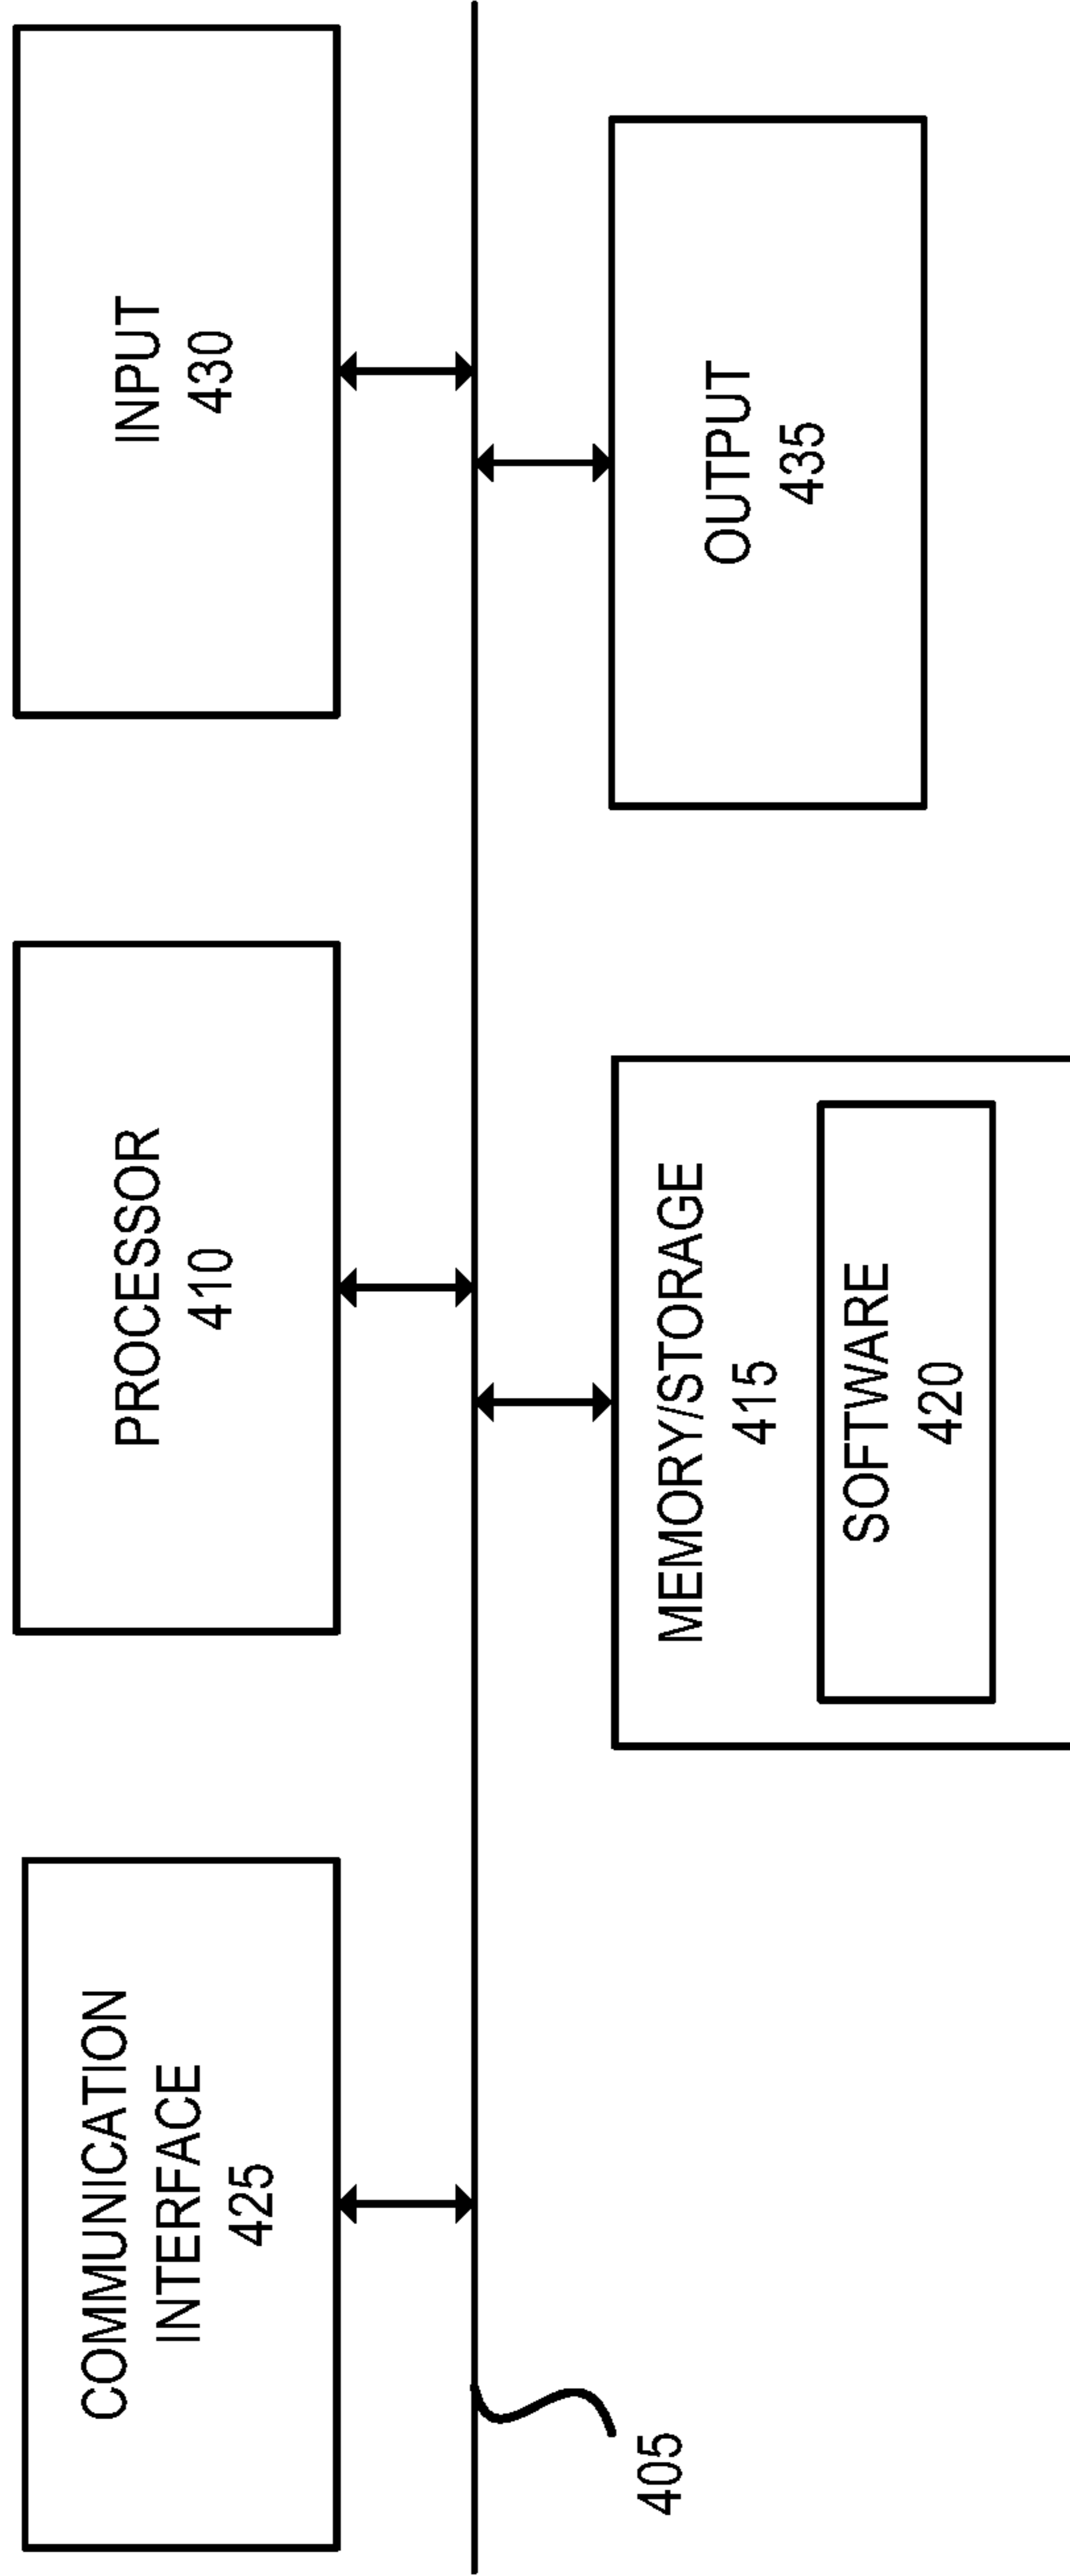 COMMUNICATION
INTERFACE
425
PROCESSOR
410
INPUT
430
405
MEMORY/STORAGE
415
SOFTWARE
420
OUTPUT
435